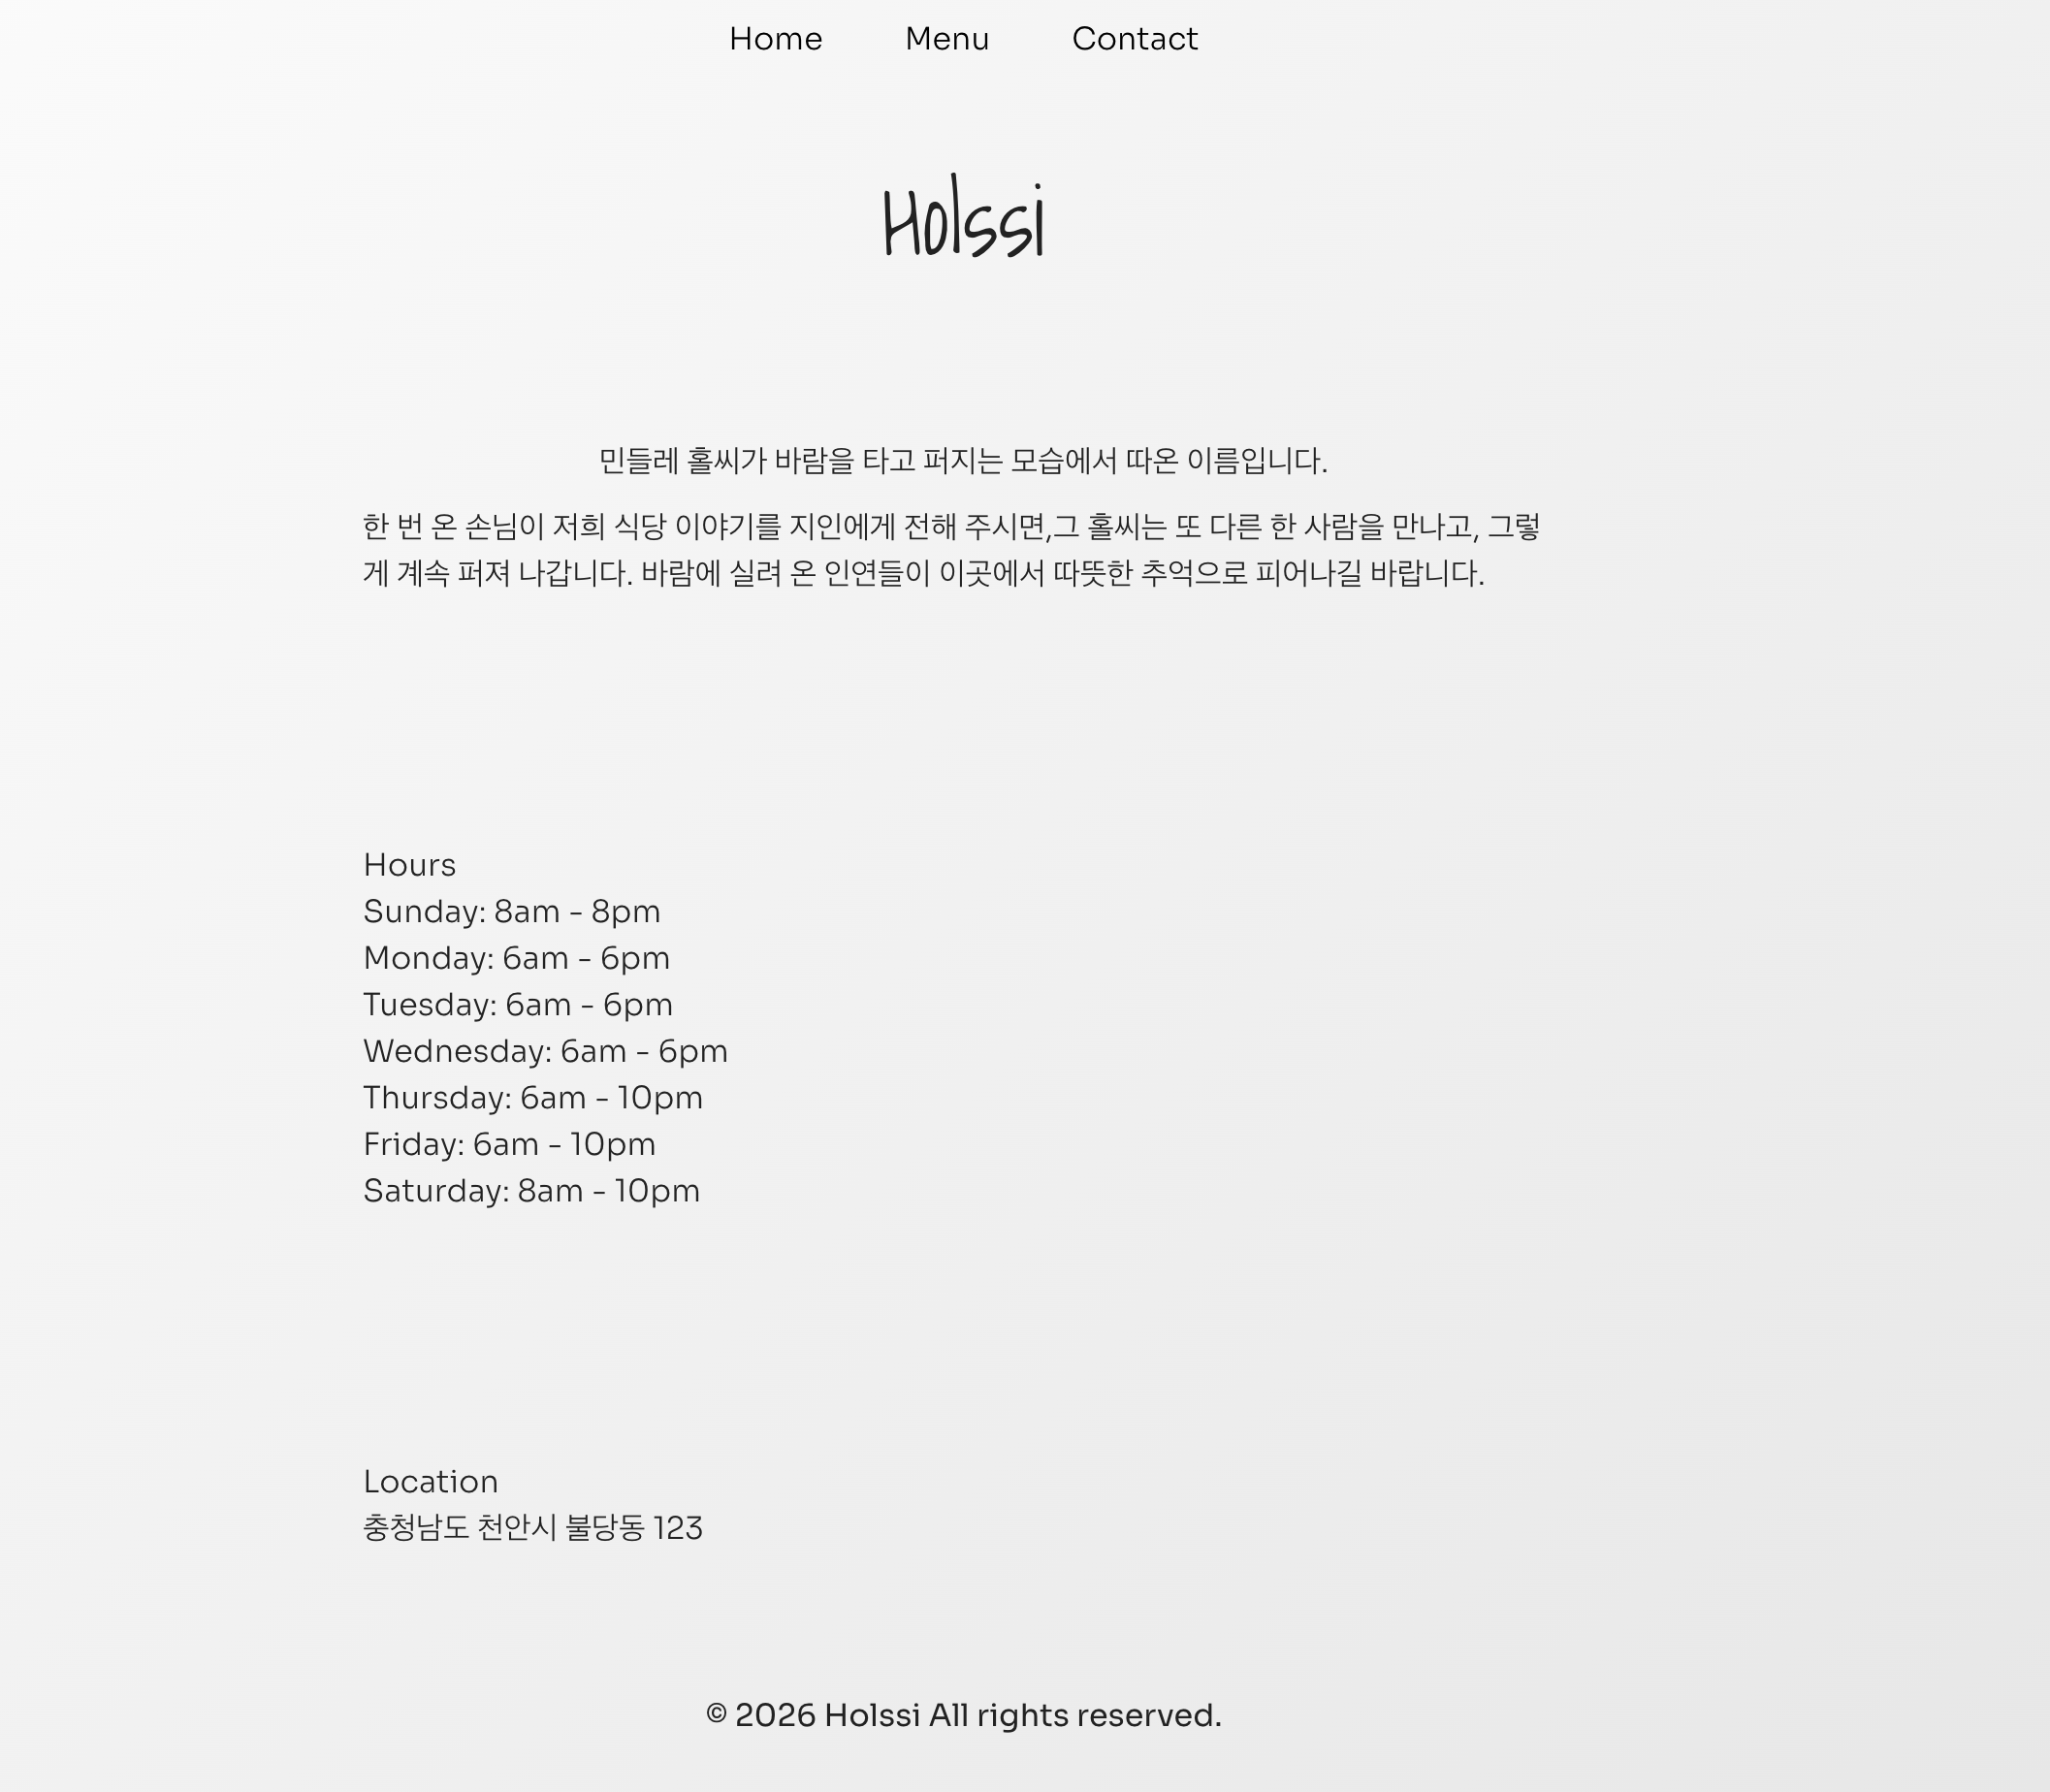 Home Menu Contact
Holssi
민들레 홀씨가 바람을 타고 퍼지는 모습에서 따온 이름입니다.
한 번 온 손님이 저희 식당 이야기를 지인에게 전해 주시면,그 홀씨는 또 다른 한 사람을 만나고, 그렇
게 계속 퍼져 나갑니다. 바람에 실려 온 인연들이 이곳에서 따뜻한 추억으로 피어나길 바랍니다.
Hours
Sunday: 8am - 8pm
Monday: 6am - 6pm
Tuesday: 6am - 6pm
Wednesday: 6am - 6pm
Thursday: 6am - 10pm
Friday: 6am - 10pm
Saturday: 8am - 10pm
Location
충청남도 천안시 불당동 123
© 2026 Holssi All rights reserved.